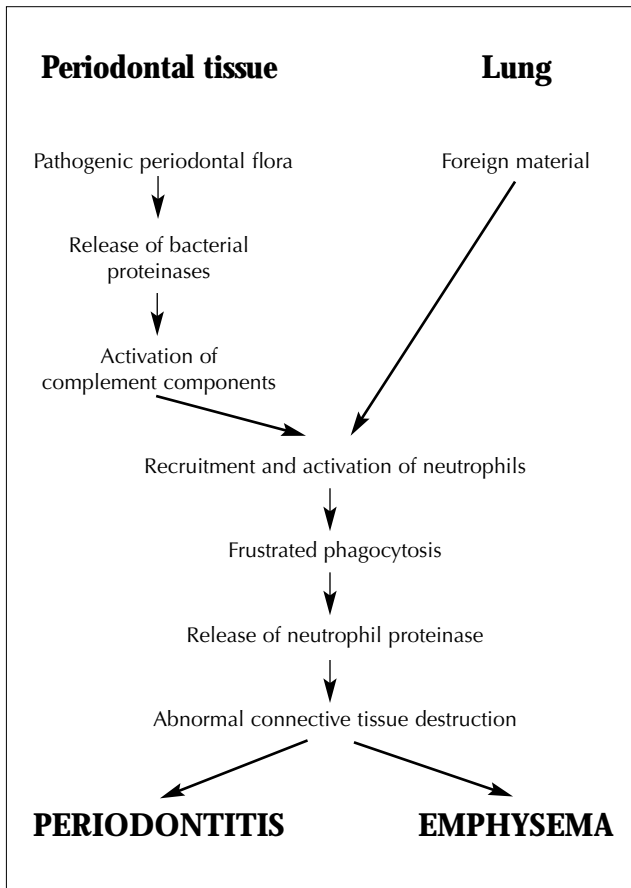 Periodontal tissue
Lung
Pathogenic periodontal flora
Foreign material
Release of bacterial
proteinases
Activation of
complement components
Recruitment and activation of neutrophils
Frustrated phagocytosis
Release of neutrophil proteinase
Abnormal connective tissue destruction
PERIODONTITIS
EMPHYSEMA